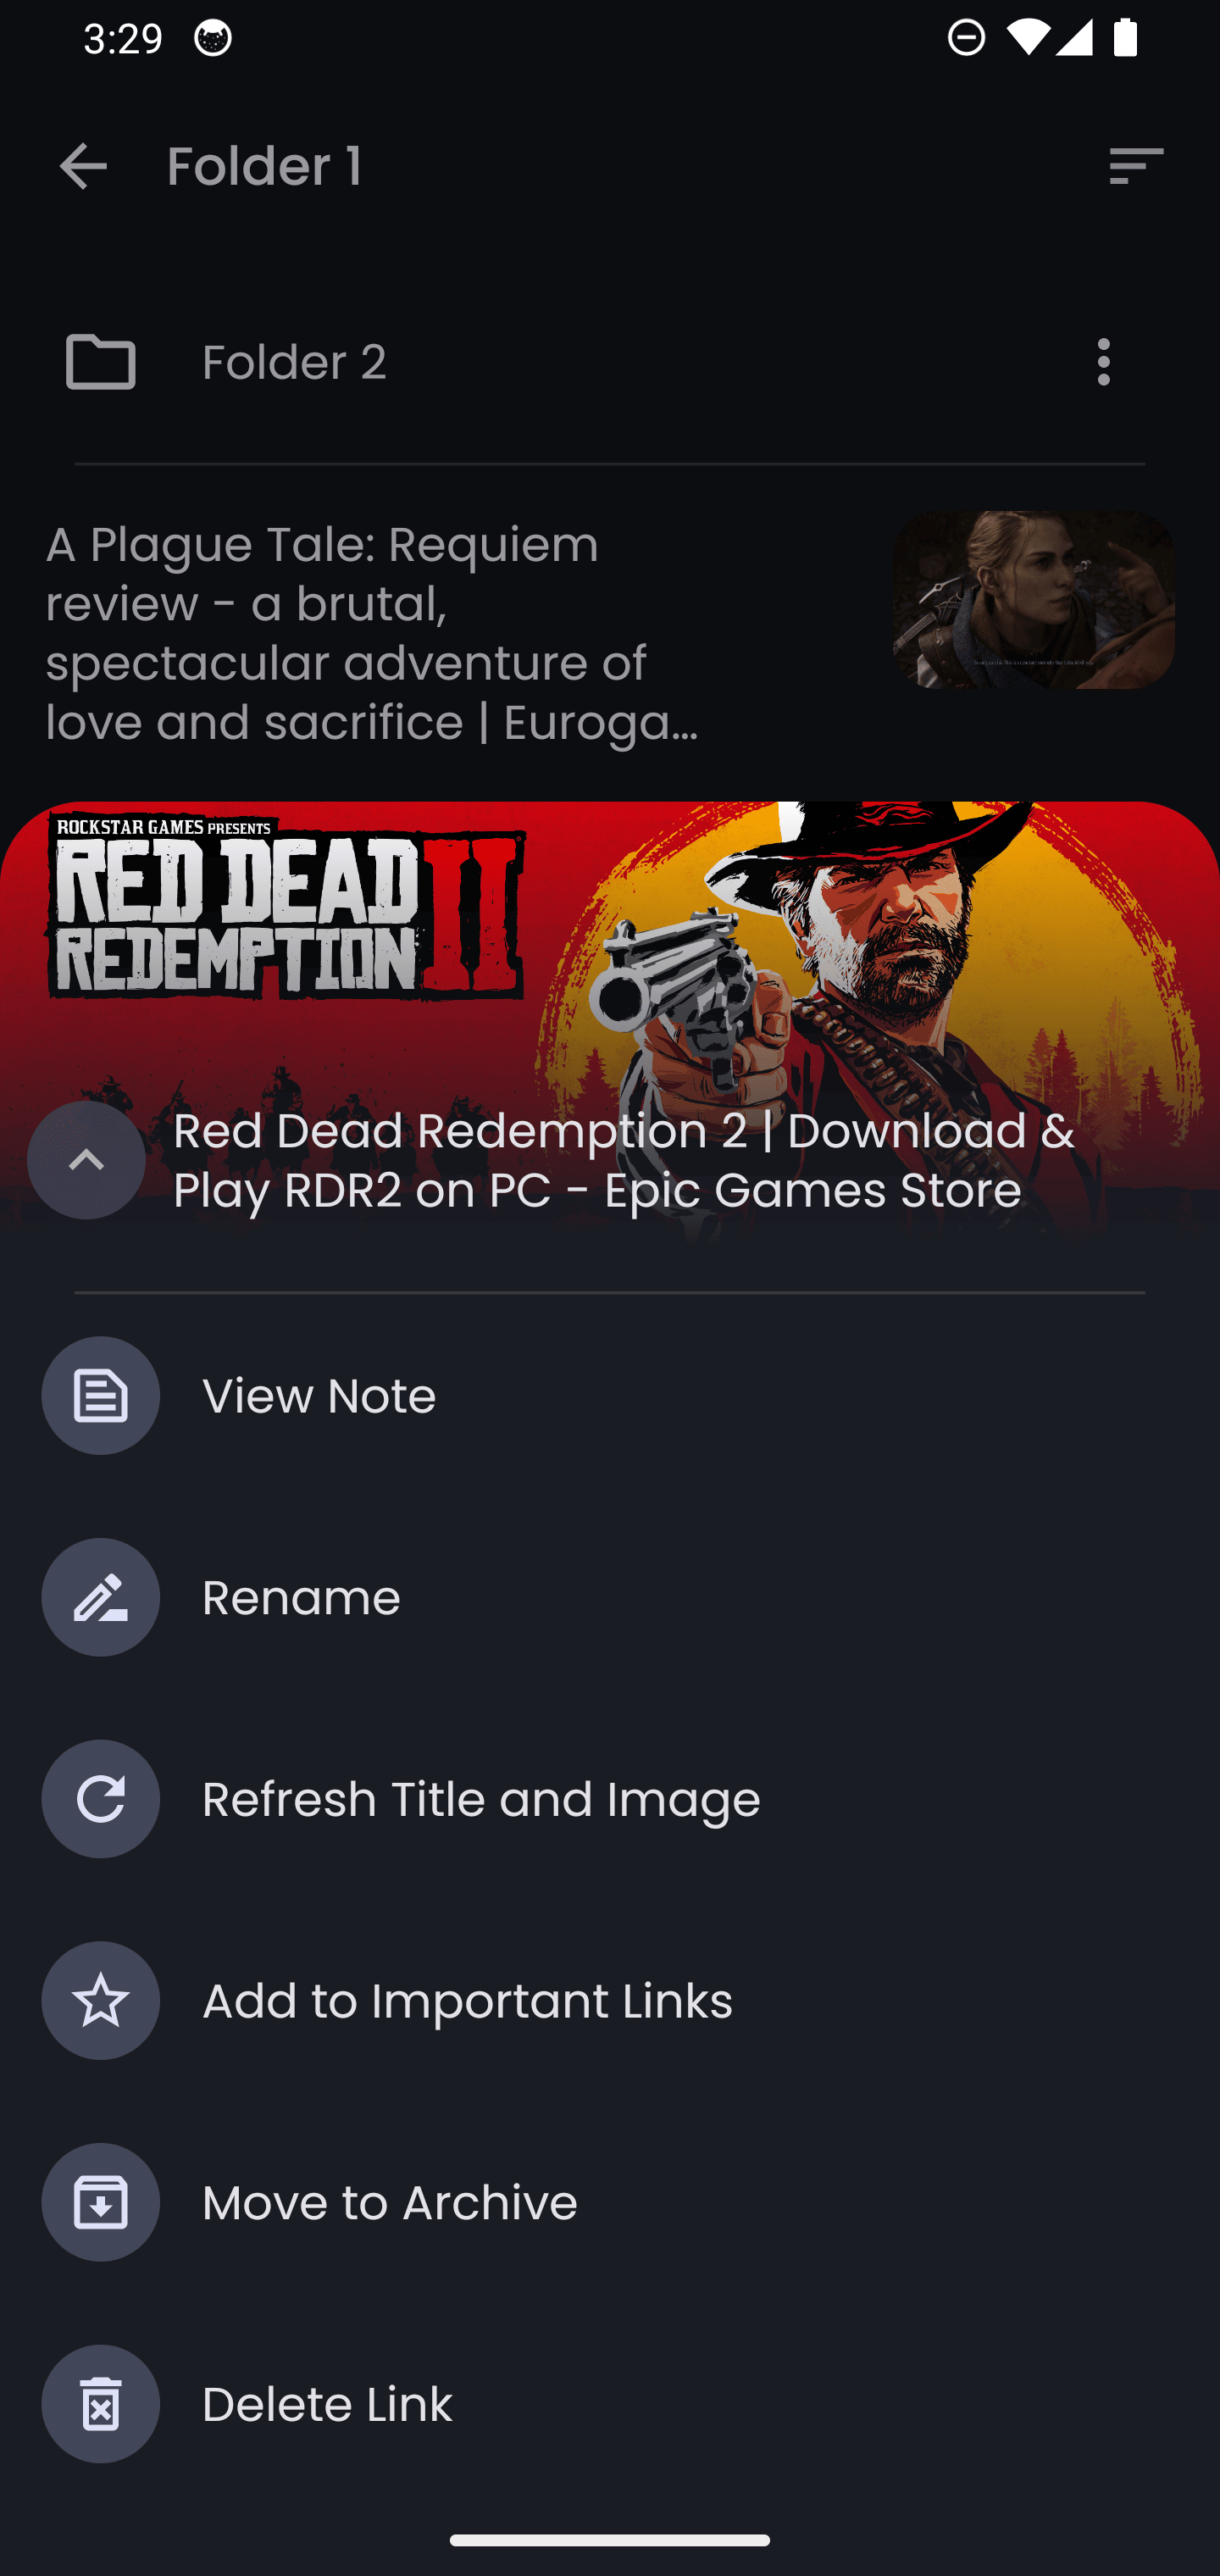 3:29
Folder 1
Folder 2
A Plague Tale: Requiem
review - a brutal,
spectacular adventure of
love and sacrifice | Euroga...
ROCKSTAR GAMES PRESENTS
RED DEAD
REDEMPTION II
Red Dead Redemption 2 | Download &
Play RDR2 on PC - Epic Games Store
View Note
Rename
Refresh Title and Image
Add to Important Links
Move to Archive
Delete Link